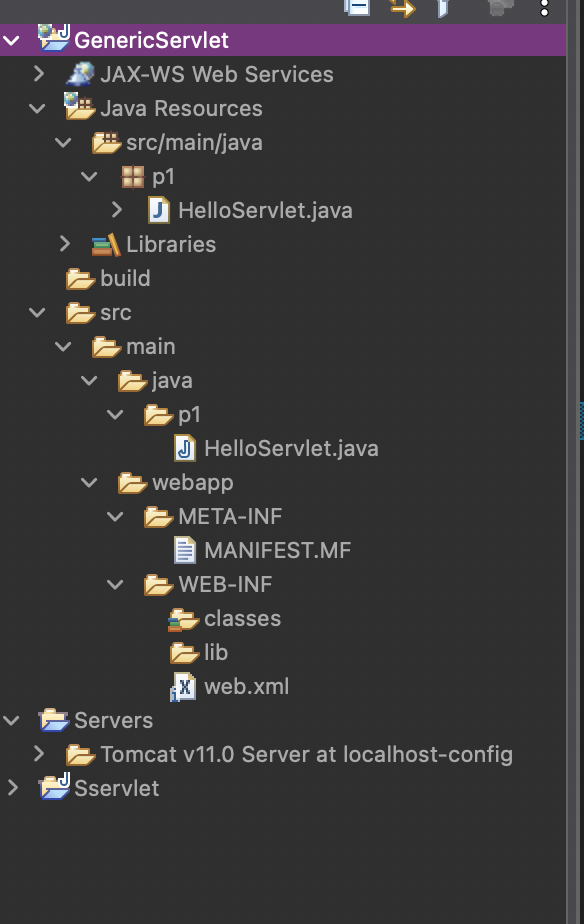 GenericServlet
JAX-WS Web Services
Java Resources
src/main/java
p1
HelloServlet.java
Libraries
build
src
main
java
p1
HelloServlet.java
webapp
META-INF
MANIFEST.MF
WEB-INF
classes
lib
web.xml
Servers
Tomcat v11.0 Server at localhost-config
Sservlet